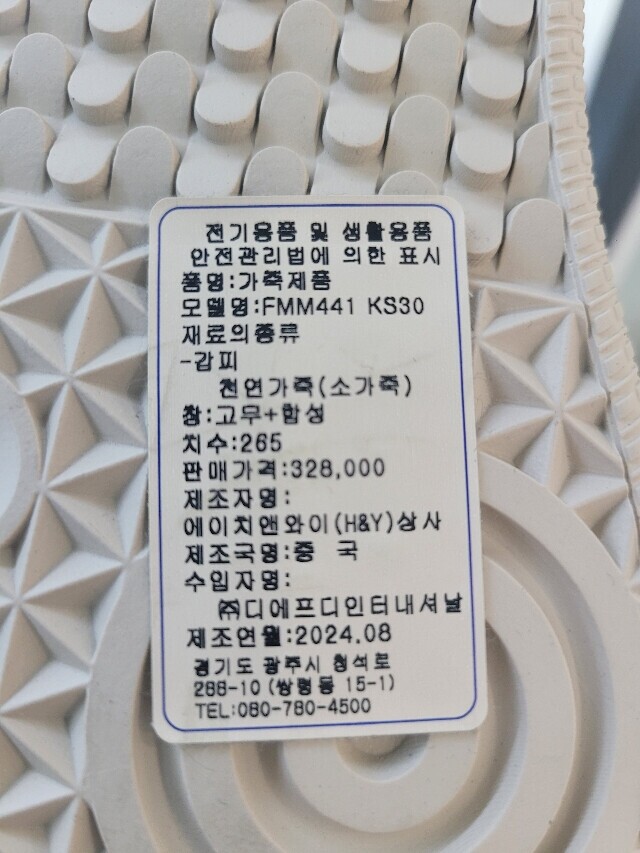 전기용품 및 생활용품
안전관리법에 의한 표시
품명:가죽제품
모델명:FMM441 KS30
재료의종류
-갑피
천연가죽(소가죽)
창:고무+합성
치수:265
판매가격:328,000
제조자명:
에이치앤와이(H&Y)상사
제조국명:중 국
수입자명:
㈜디에프디인터내셔날
제조연월:2024.08
경기도 광주시 청석로
288-10 (쌍령동 15-1)
TEL:080-780-4500